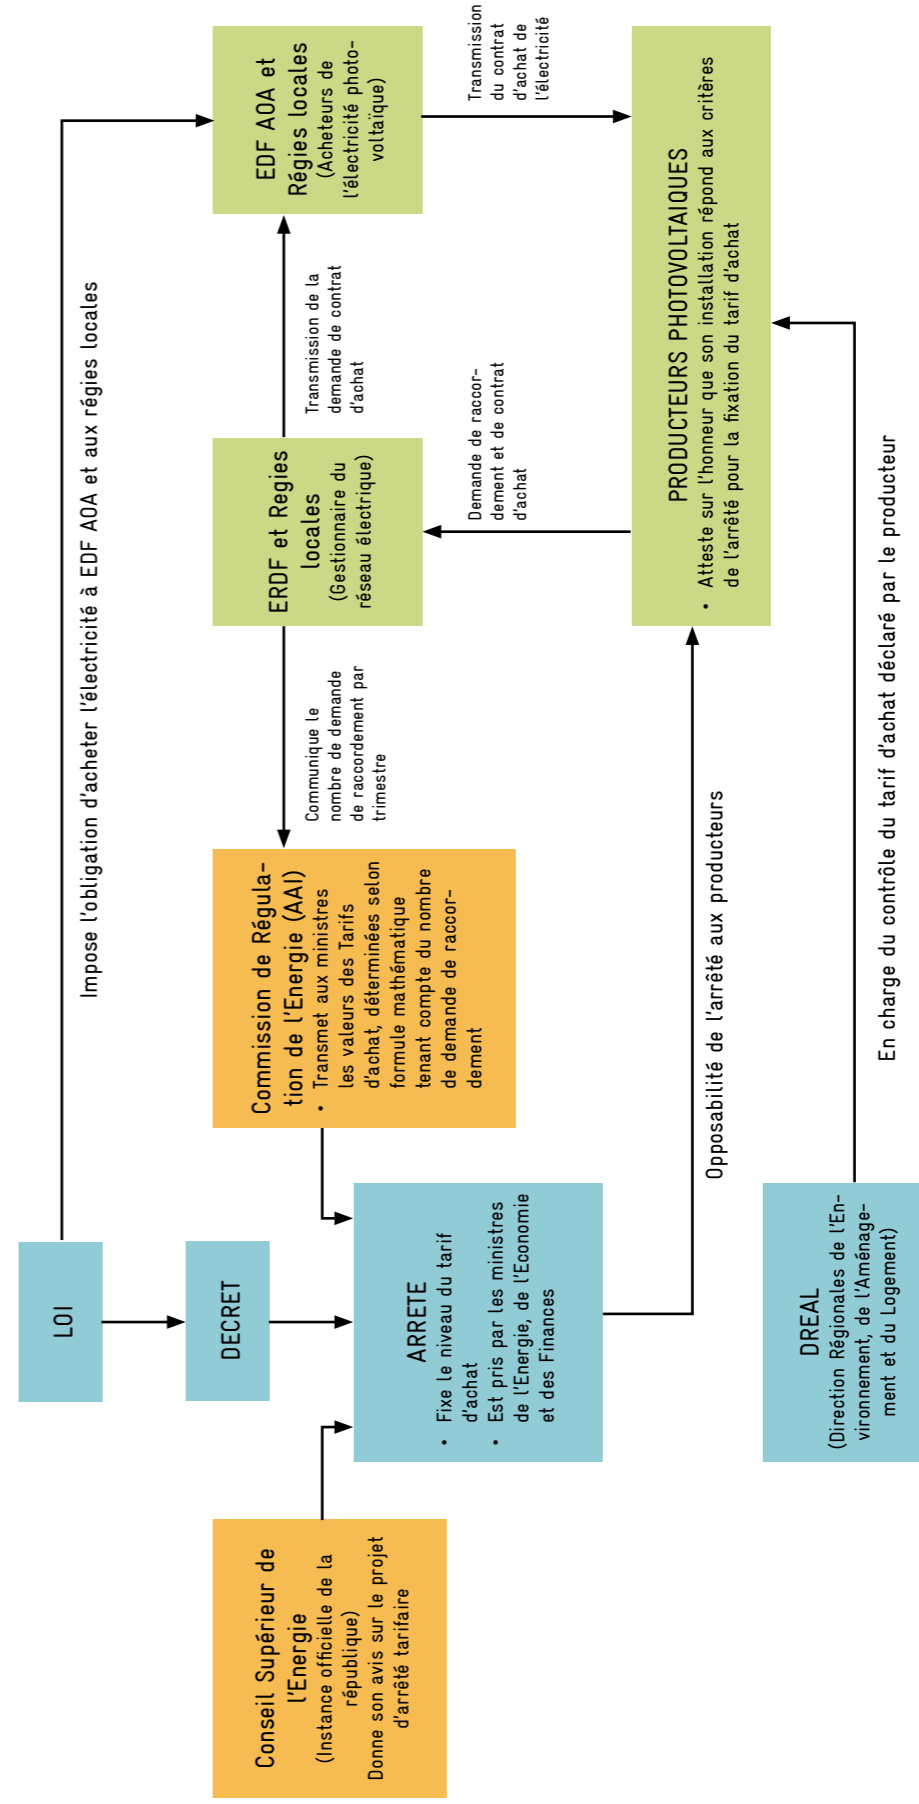 LOI
Impose l'obligation d'acheter l'électricité à EDF AOA et aux régies locales
DECRET
Conseil Supérieur de
l'Energie
(Instance officielle de la
république)
Donne son avis sur le projet
d'arrêté tarifaire
Commission de Régula-
tion de l'Energie (AAI)
• Transmet aux ministres
les valeurs des Tarifs
d'achat, déterminées selon
formule mathématique
tenant compte du nombre
de demande de raccor-
dement
Communique le
nombre de demande
de raccordement par
trimestre
ERDF et Regies
locales
(Gestionnaire du
réseau électrique)
Transmission de la
demande de contrat
d'achat
EDF AOA et
Régies locales
(Acheteurs de
l'électricité photo-
voltaïque)
ARRETE
• Fixe le niveau du tarif
d'achat
• Est pris par les ministres
de l'Energie, de l'Economie
et des Finances
Demande de raccor-
dement et de contrat
d'achat
Transmission
du contrat
d'achat de
l'électricité
Opposabilité de l'arrêté aux producteurs
PRODUCTEURS PHOTOVOLTAIQUES
• Atteste sur l'honneur que son installation répond aux critères
de l'arrêté pour la fixation du tarif d'achat
DREAL
(Direction Régionales de l'En-
vironnement, de l'Aménage-
ment et du Logement)
En charge du contrôle du tarif d'achat déclaré par le producteur